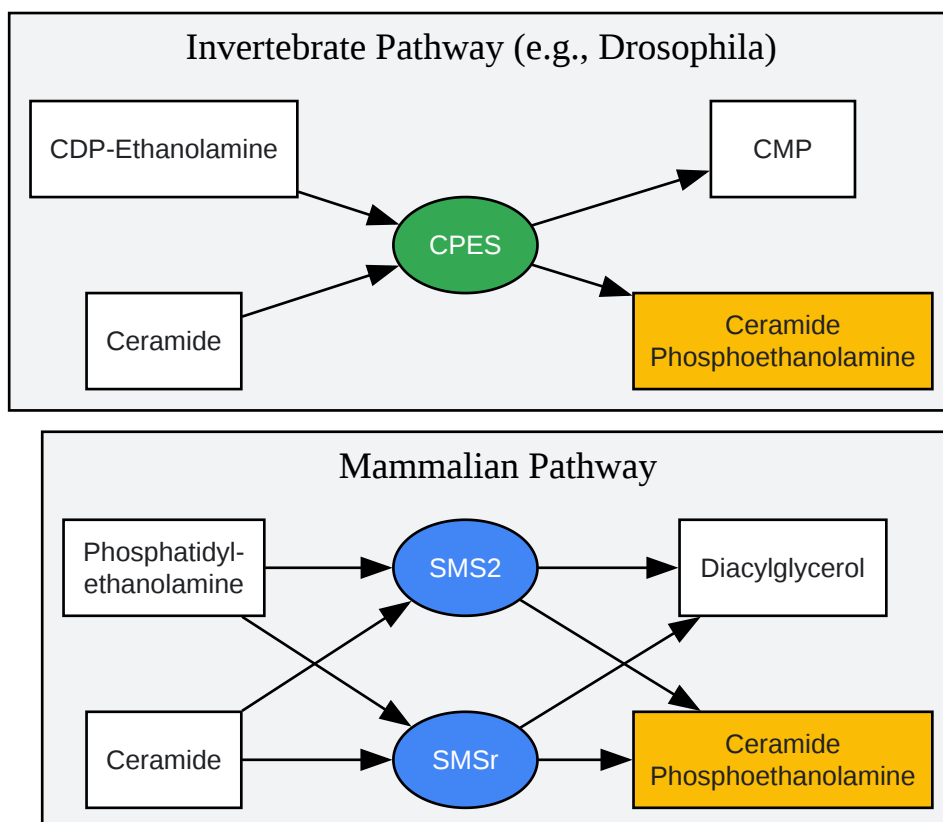 Invertebrate Pathway (e.g., Drosophila)
CDP-Ethanolamine
CMP
CPES
Ceramide
Ceramide
Phosphoethanolamine
Mammalian Pathway
Phosphatidyl-
ethanolamine
SMS2
Diacylglycerol
Ceramide
SMSr
Ceramide
Phosphoethanolamine